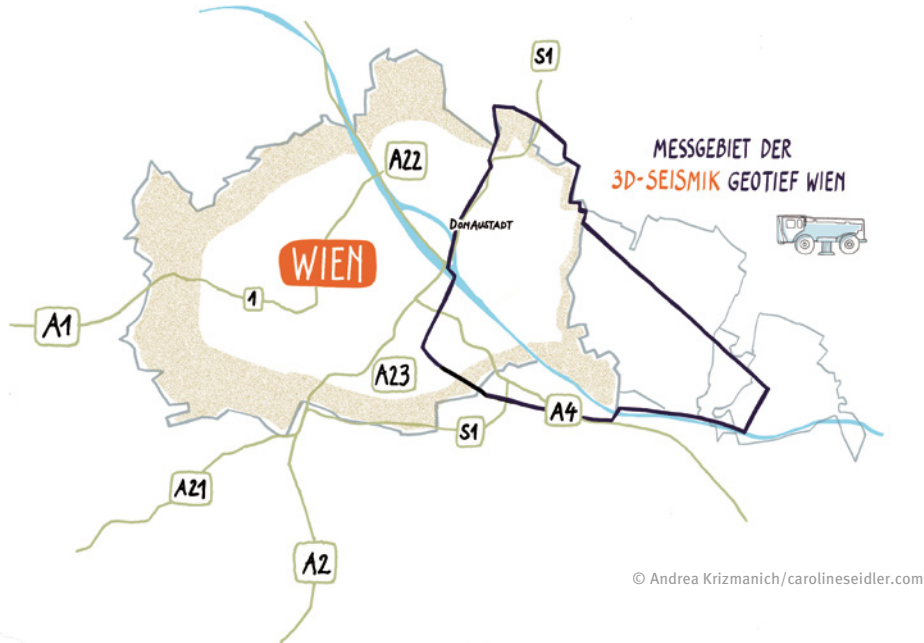 S1
MESSGEBIET DER
3D-SEISMIK GEOTIEF WIEN
A22
DONAUSTADT
WIEN
1
A1
A23
A4
S1
A21
A2
© Andrea Krizmanich/carolineseidler.com